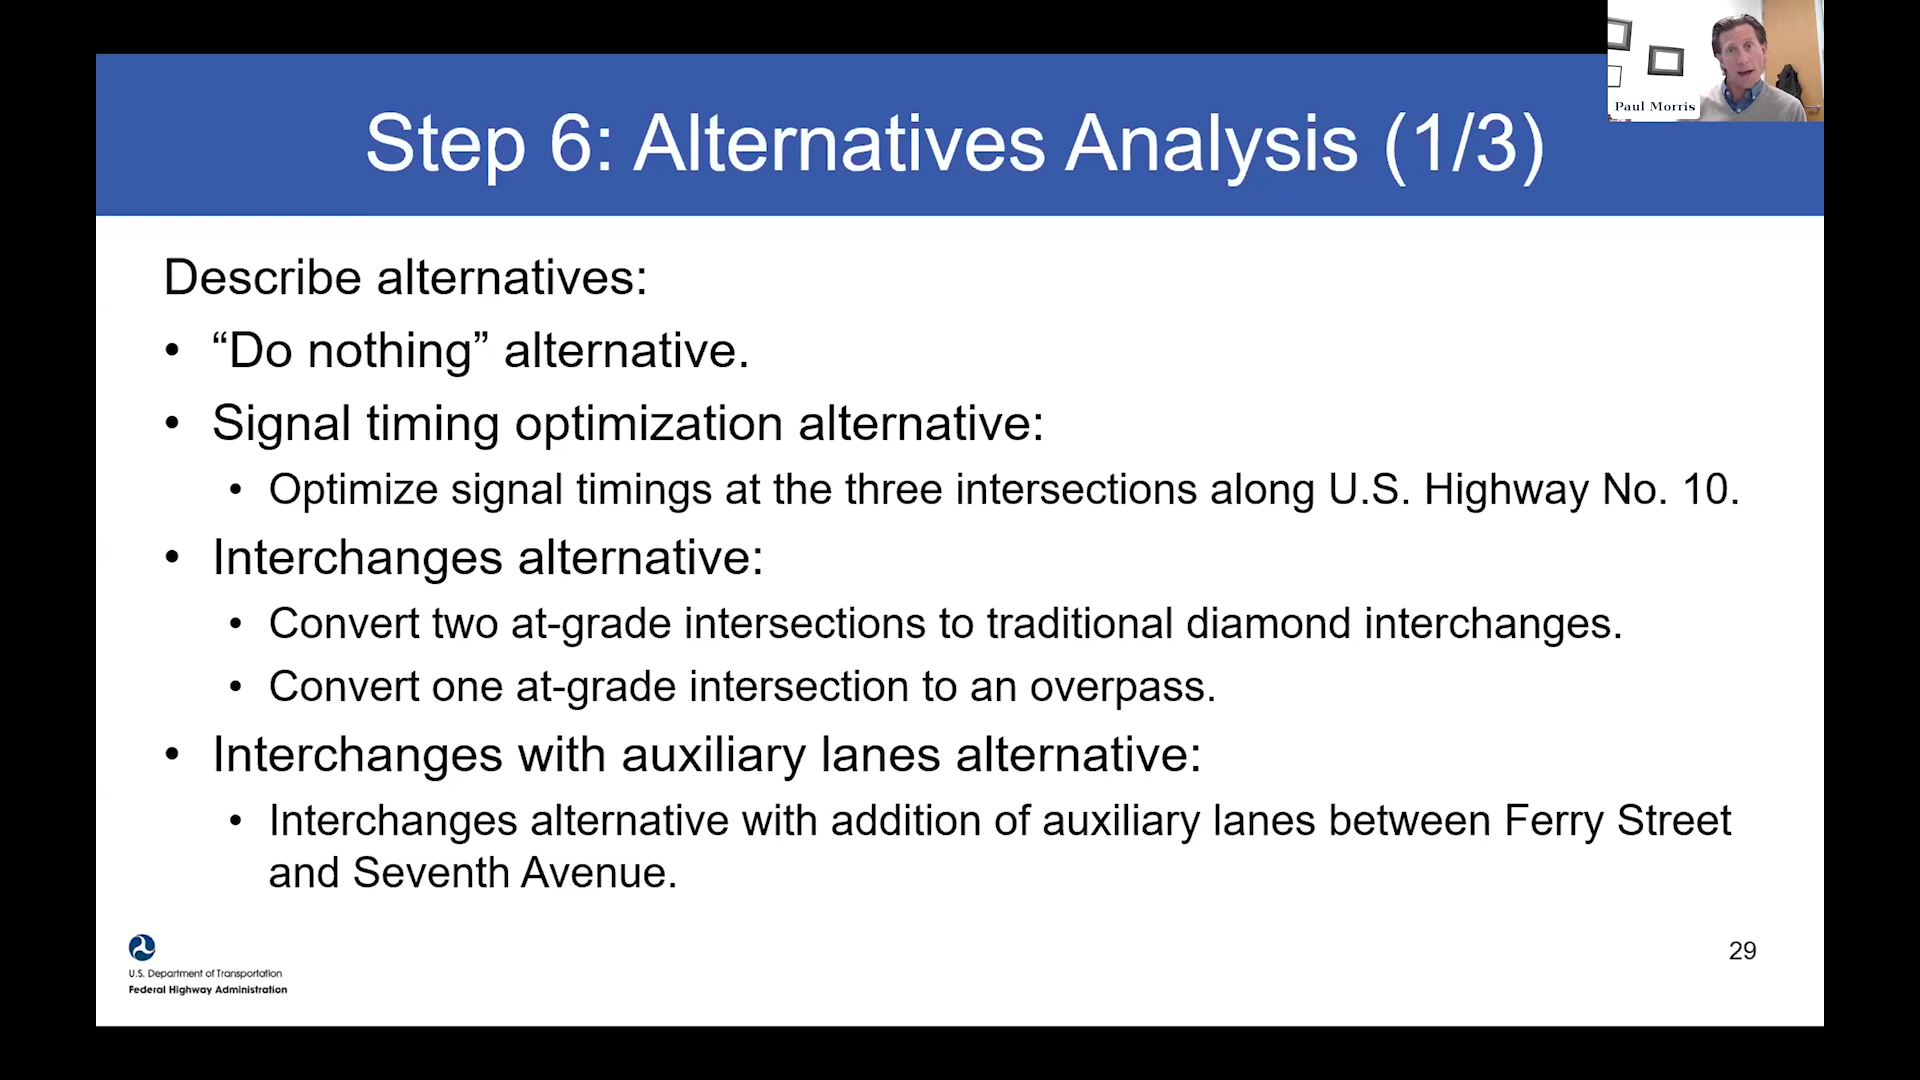 Paul Morris
Step 6: Alternatives Analysis (1/3)
Describe alternatives:
• “Do nothing” alternative.
• Signal timing optimization alternative:
• Optimize signal timings at the three intersections along U.S. Highway No. 10.
• Interchanges alternative:
• Convert two at-grade intersections to traditional diamond interchanges.
• Convert one at-grade intersection to an overpass.
• Interchanges with auxiliary lanes alternative:
• Interchanges alternative with addition of auxiliary lanes between Ferry Street
and Seventh Avenue.
U.S. Department of Transportation
Federal Highway Administration
29